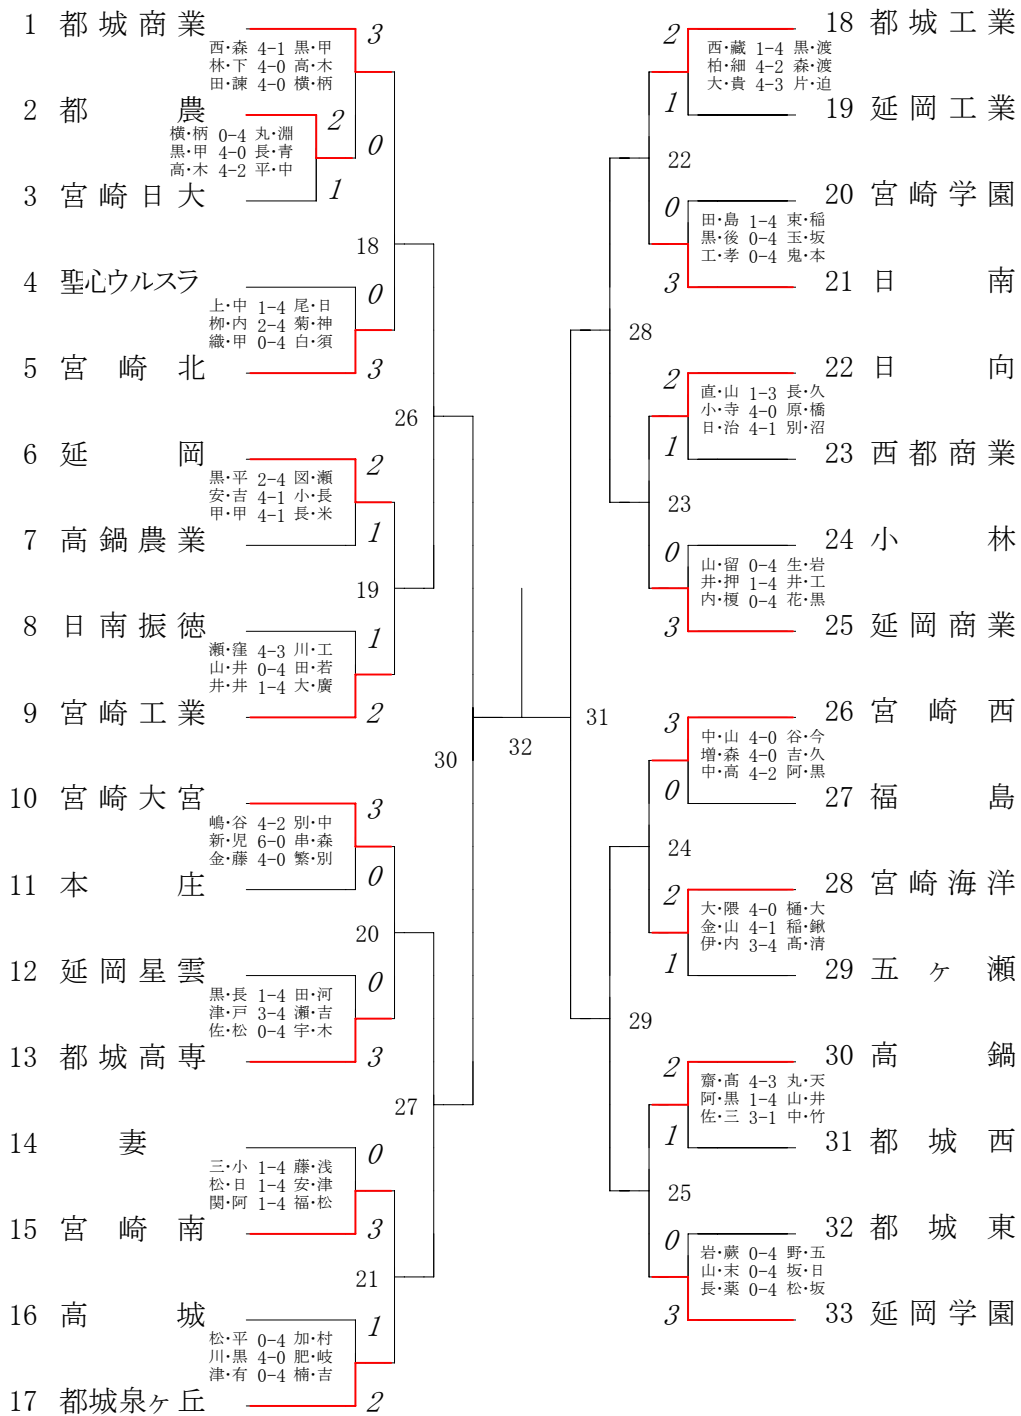 1 都城商業
3
西・森 4-1 黒・甲
林・下 4-0 高・木
田・諫 4-0 横・柄
2 都農
2
0
横・柄 0-4 丸・淵
黒・甲 4-0 長・青
高・木 4-2 平・中
3 宮崎日大
1
18
4 聖心ウルスラ
0
上・中 1-4 尾・日
栁・内 2-4 菊・神
織・甲 0-4 白・須
5 宮崎北
3
26
6 延岡
2
黒・平 2-4 図・瀬
安・吉 4-1 小・長
甲・甲 4-1 長・米
7 高鍋農業
1
19
8 日南振徳
1
瀬・窪 4-3 川・工
山・井 0-4 田・若
井・井 1-4 大・廣
9 宮崎工業
2
30
32
10 宮崎大宮
3
嶋・谷 4-2 別・中
新・児 6-0 串・森
金・藤 4-0 繁・別
11 本庄
0
20
12 延岡星雲
0
黒・長 1-4 田・河
津・戸 3-4 瀬・吉
佐・松 0-4 宇・木
13 都城高専
3
27
14 妻
0
三・小 1-4 藤・浅
松・日 1-4 安・津
関・阿 1-4 福・松
15 宮崎南
3
21
16 高城
1
松・平 0-4 加・村
川・黒 4-0 肥・岐
津・有 0-4 楠・吉
17 都城泉ヶ丘
2
2
18 都城工業
西・藏 1-4 黒・渡
柏・細 4-2 森・渡
大・貴 4-3 片・迫
1
19 延岡工業
22
0
20 宮崎学園
田・島 1-4 東・稲
黒・後 0-4 玉・坂
工・孝 0-4 鬼・本
3
21 日南
28
2
22 日向
直・山 1-3 長・久
小・寺 4-0 原・橋
日・治 4-1 別・沼
1
23 西都商業
23
0
24 小林
山・留 0-4 生・岩
井・押 1-4 井・工
内・榎 0-4 花・黒
3
25 延岡商業
31
3
26 宮崎西
中・山 4-0 谷・今
増・森 4-0 吉・久
中・高 4-2 阿・黒
0
27 福島
24
2
28 宮崎海洋
大・隈 4-0 樋・大
金・山 4-1 稲・鍬
伊・内 3-4 髙・清
1
29 五ヶ瀬
29
2
30 高鍋
齋・髙 4-3 丸・天
阿・黒 1-4 山・井
佐・三 3-1 中・竹
1
31 都城西
25
0
32 都城東
岩・蕨 0-4 野・五
山・末 0-4 坂・日
長・薬 0-4 松・坂
3
33 延岡学園